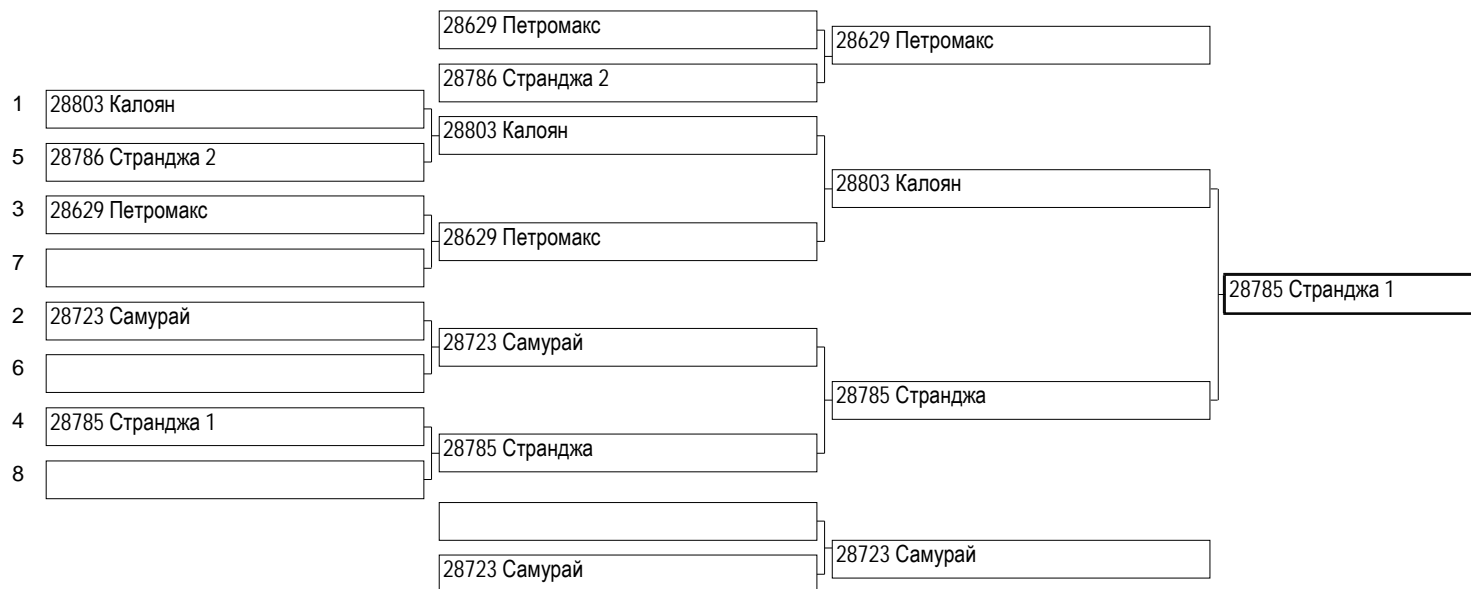 28629 Петромакс
28629 Петромакс
28786 Странджа 2
1 28803 Калоян
28803 Калоян
5 28786 Странджа 2
28803 Калоян
3 28629 Петромакс
28629 Петромакс
7
28785 Странджа 1
2 28723 Самурай
28723 Самурай
6
28785 Странджа
4 28785 Странджа 1
28785 Странджа
8
28723 Самурай
28723 Самурай